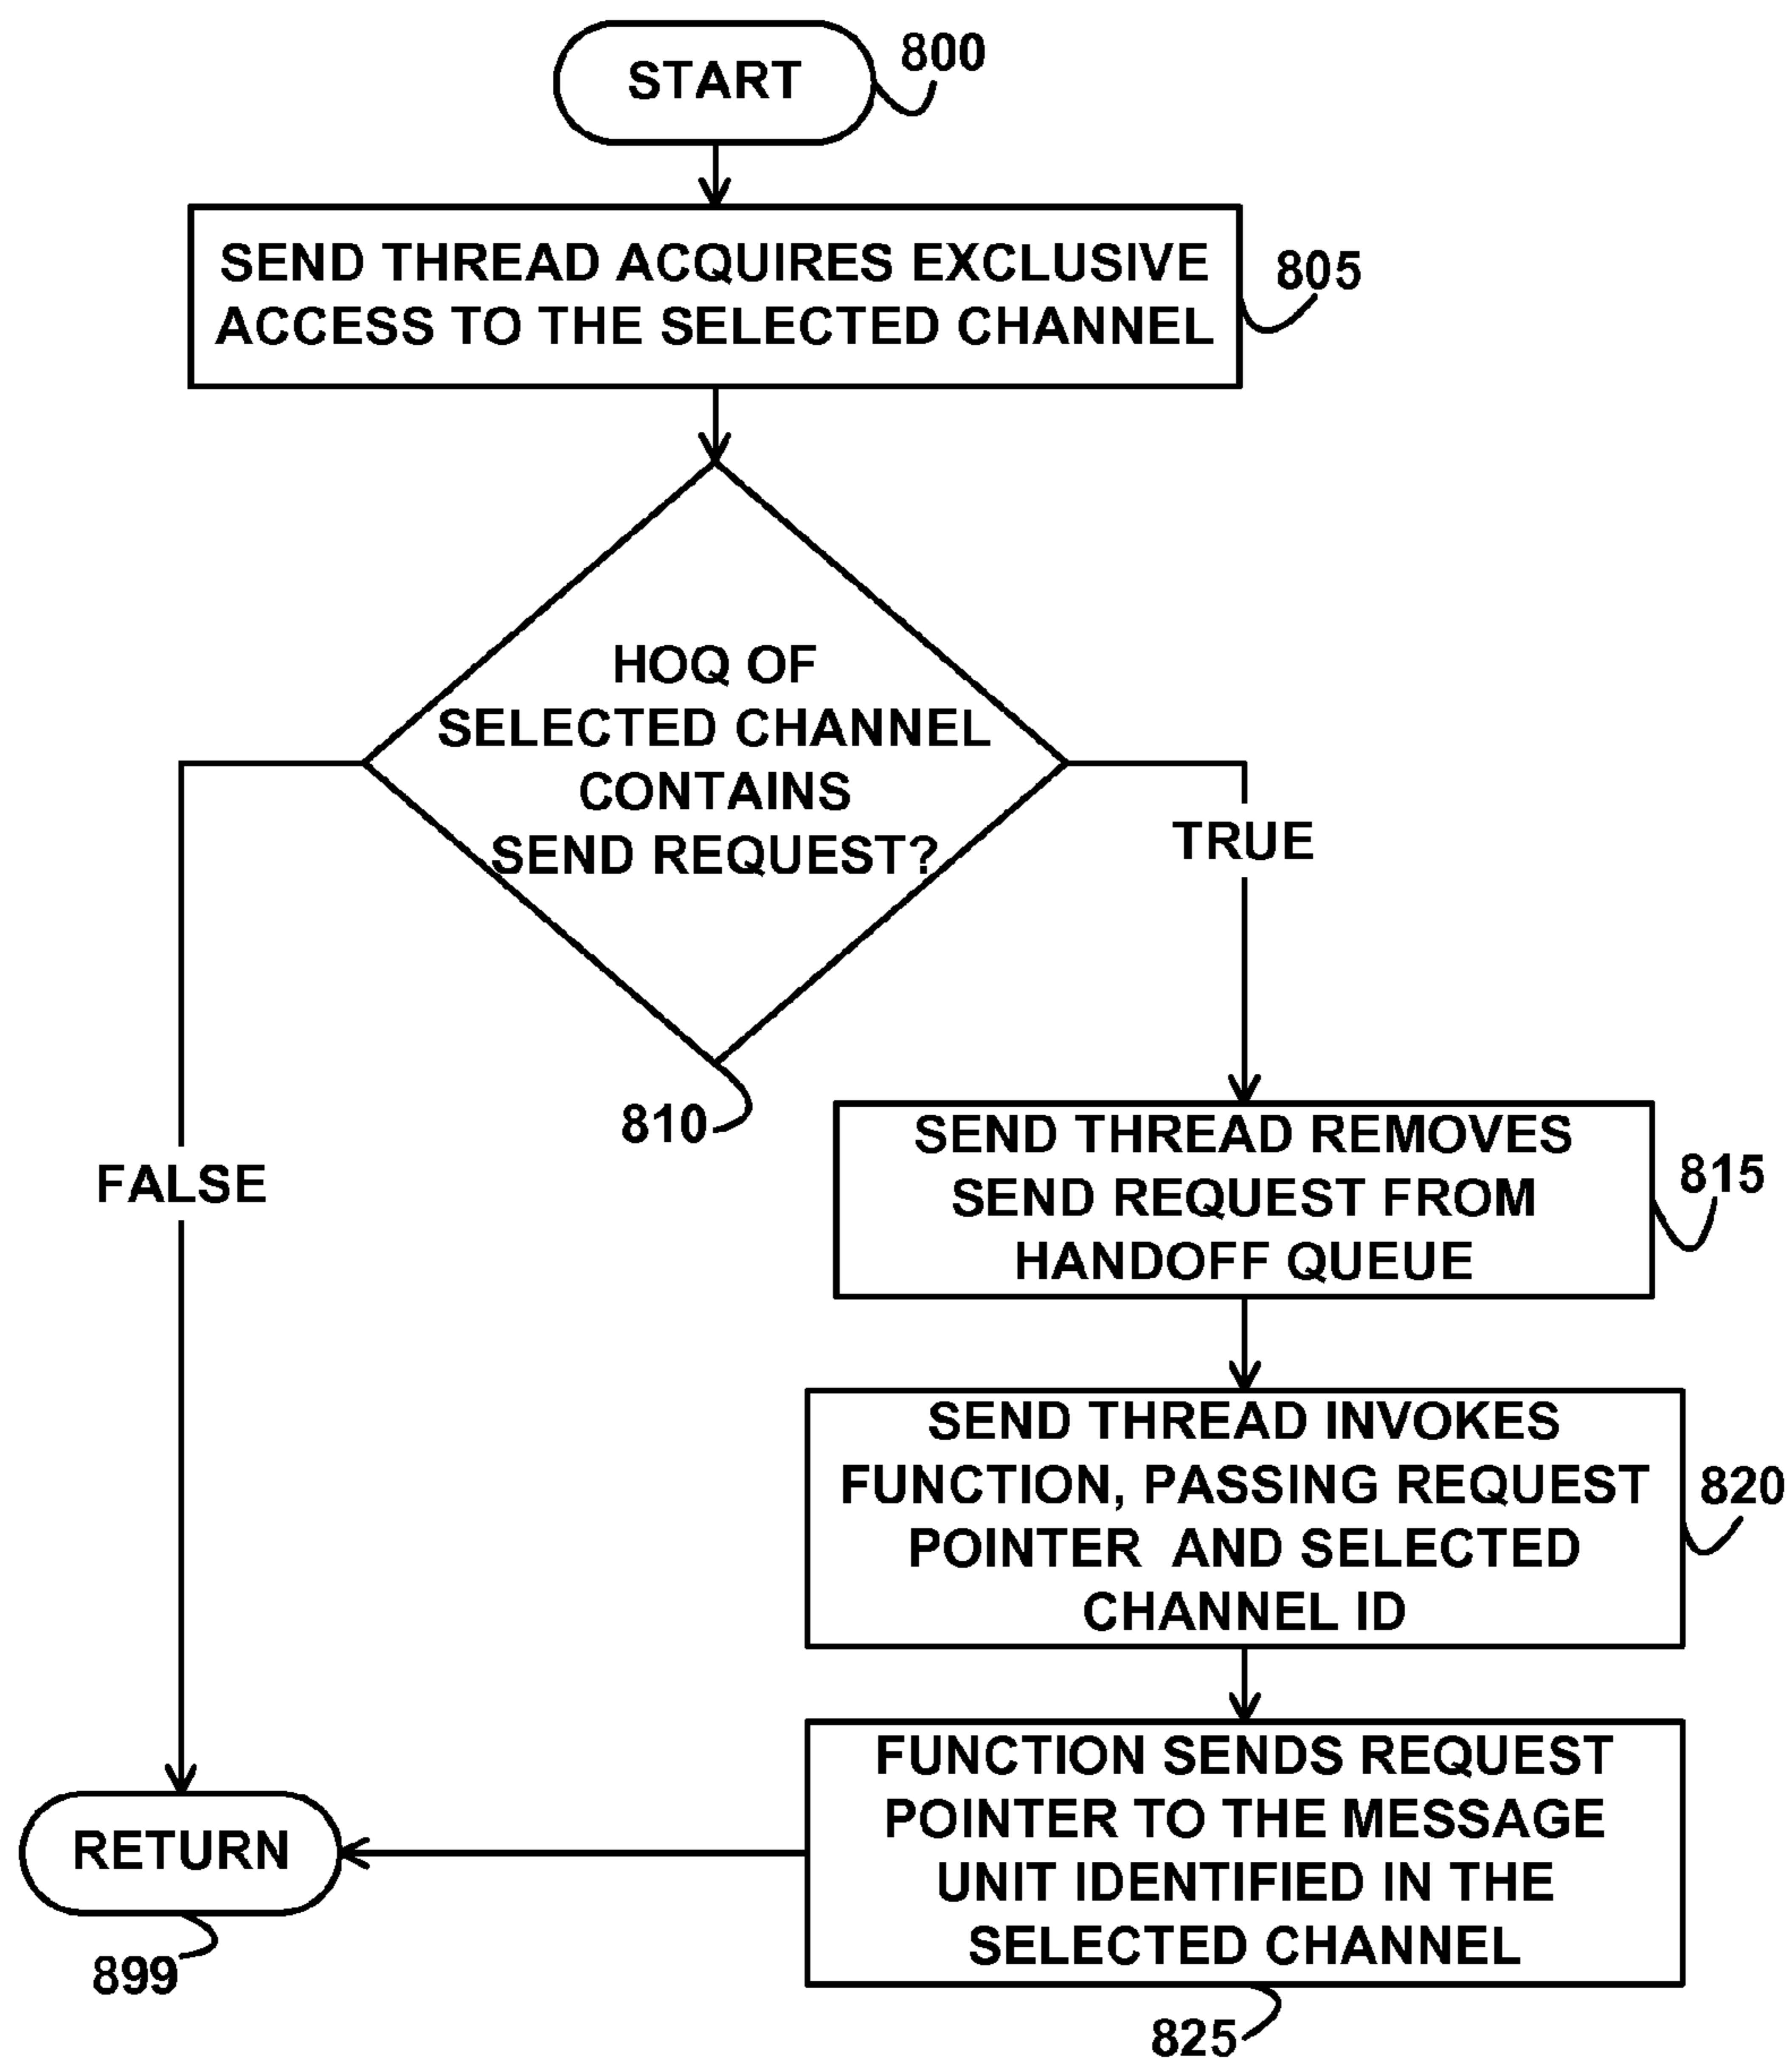 START
800
SEND THREAD ACQUIRES EXCLUSIVE
ACCESS TO THE SELECTED CHANNEL
805
HOQ OF
SELECTED CHANNEL
CONTAINS
SEND REQUEST?
TRUE
810
FALSE
SEND THREAD REMOVES
SEND REQUEST FROM
HANDOFF QUEUE
815
SEND THREAD INVOKES
FUNCTION, PASSING REQUEST
POINTER AND SELECTED
CHANNEL ID
820
FUNCTION SENDS REQUEST
POINTER TO THE MESSAGE
UNIT IDENTIFIED IN THE
SELECTED CHANNEL
825
RETURN
899